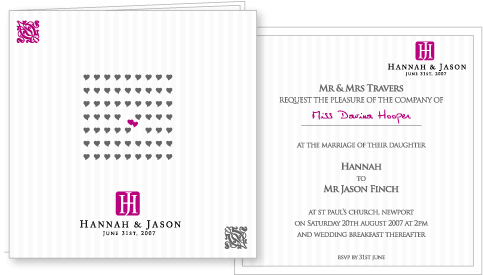 JH
HANNAH & JASON
JUNE 31ST, 2007
JH
HANNAH & JASON
JUNE 31ST, 2007
MR & MRS TRAVERS
REQUEST THE PLEASURE OF THE COMPANY OF
Miss Davina Hooper
AT THE MARRIAGE OF THEIR DAUGHTER
HANNAH
TO
MR JASON FINCH
AT ST PAUL'S CHURCH, NEWPORT
ON SATURDAY 20TH AUGUST 2007 AT 2PM
AND WEDDING BREAKFAST THEREAFTER
RSVP BY 31ST JUNE